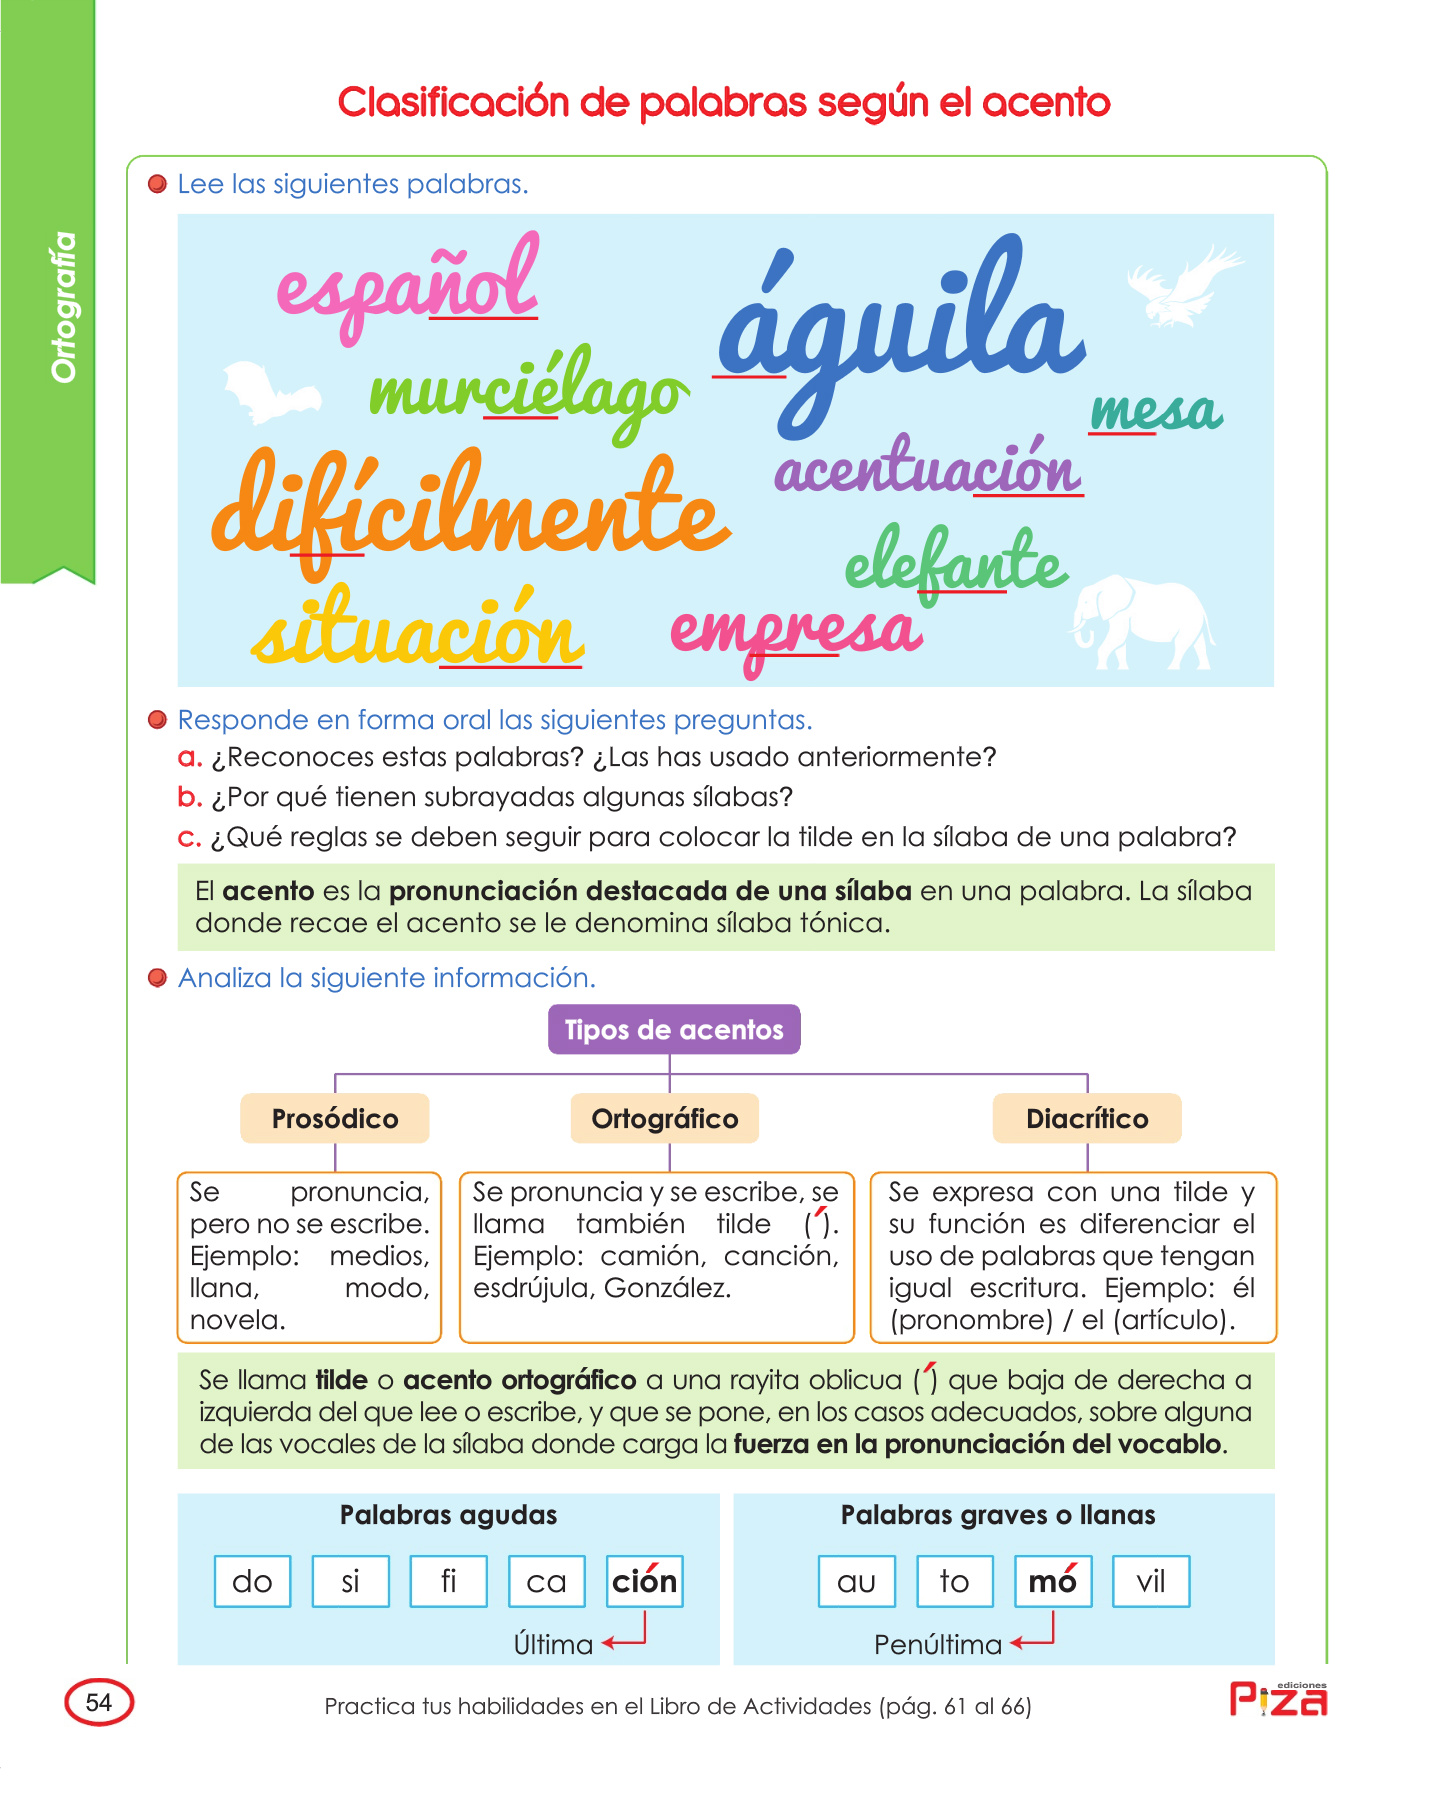 Clasificación de palabras según el acento
Ortografía
Lee las siguientes palabras.
español
águila
murciélago
mesa
acentuación
difícilmente
elefante
situación
empresa
Responde en forma oral las siguientes preguntas.
a. ¿Reconoces estas palabras? ¿Las has usado anteriormente?
b. ¿Por qué tienen subrayadas algunas sílabas?
c. ¿Qué reglas se deben seguir para colocar la tilde en la sílaba de una palabra?
El acento es la pronunciación destacada de una sílaba en una palabra. La sílaba
donde recae el acento se le denomina sílaba tónica.
Analiza la siguiente información.
Tipos de acentos
Prosódico
Se pronuncia,
pero no se escribe.
Ejemplo: medios,
llana, modo,
novela.
Ortográfico
Se pronuncia y se escribe, se
llama también tilde (´).
Ejemplo: camión, canción,
esdrújula, González.
Diacrítico
Se expresa con una tilde y
su función es diferenciar el
uso de palabras que tengan
igual escritura. Ejemplo: él
(pronombre) / el (artículo).
Se llama tilde o acento ortográfico a una rayita oblicua (´) que baja de derecha a
izquierda del que lee o escribe, y que se pone, en los casos adecuados, sobre alguna
de las vocales de la sílaba donde carga la fuerza en la pronunciación del vocablo.
Palabras agudas
do si fi ca ción
Última
Palabras graves o llanas
au to mó vil
Penúltima
54
Practica tus habilidades en el Libro de Actividades (pág. 61 al 66)
ediciones
Piza